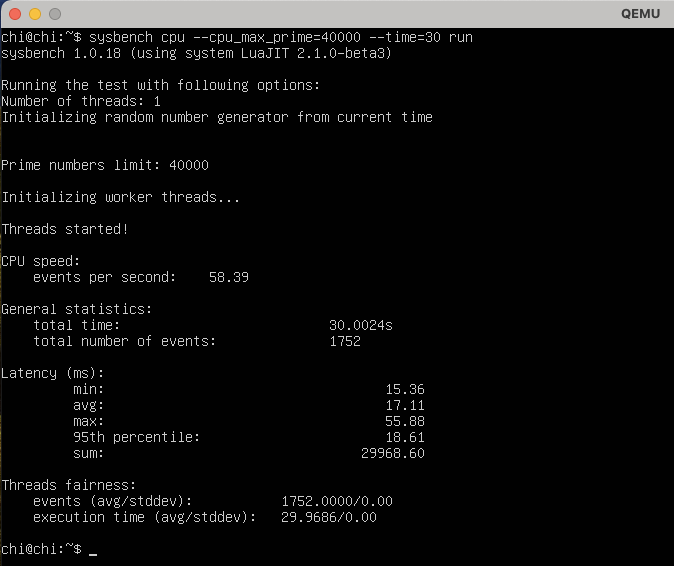 QEMU
chi@chi:~$ sysbench cpu --cpu_max_prime=40000 --time=30 run
sysbench 1.0.18 (using system LuaJIT 2.1.0-beta3)
Running the test with following options:
Number of threads: 1
Initializing random number generator from current time
Prime numbers limit: 40000
Initializing worker threads...
Threads started!
CPU speed:
events per second: 58.39
General statistics:
total time: 30.0024s
total number of events: 1752
Latency (ms):
min: 15.36
avg: 17.11
max: 55.88
95th percentile: 18.61
sum: 29968.60
Threads fairness:
events (avg/stddev): 1752.0000/0.00
execution time (avg/stddev): 29.9686/0.00
chi@chi:~$ _